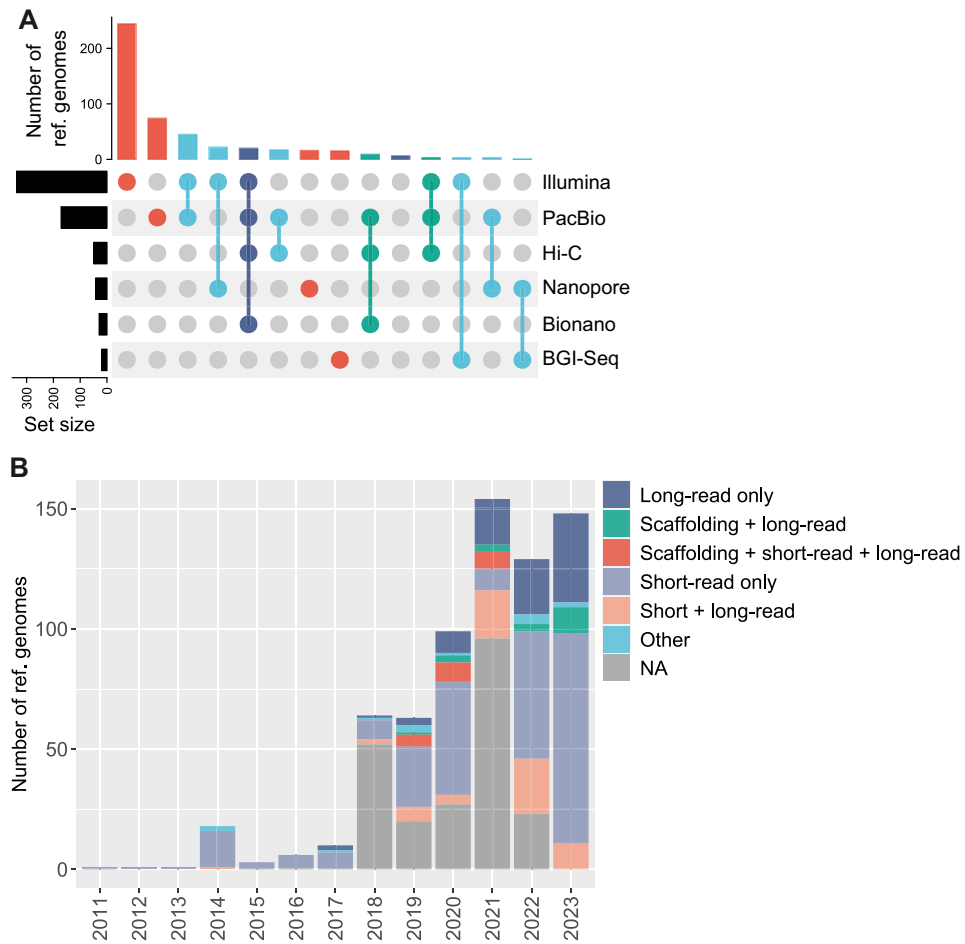 A
Number of
ref. genomes
200
100
0
Illumina
PacBio
Hi-C
Nanopore
Bionano
BGI-Seq
300
200
100
0
Set size
B
Number of ref. genomes
150
100
50
0
2011
2012
2013
2014
2015
2016
2017
2018
2019
2020
2021
2022
2023
Long-read only
Scaffolding + long-read
Scaffolding + short-read + long-read
Short-read only
Short + long-read
Other
NA